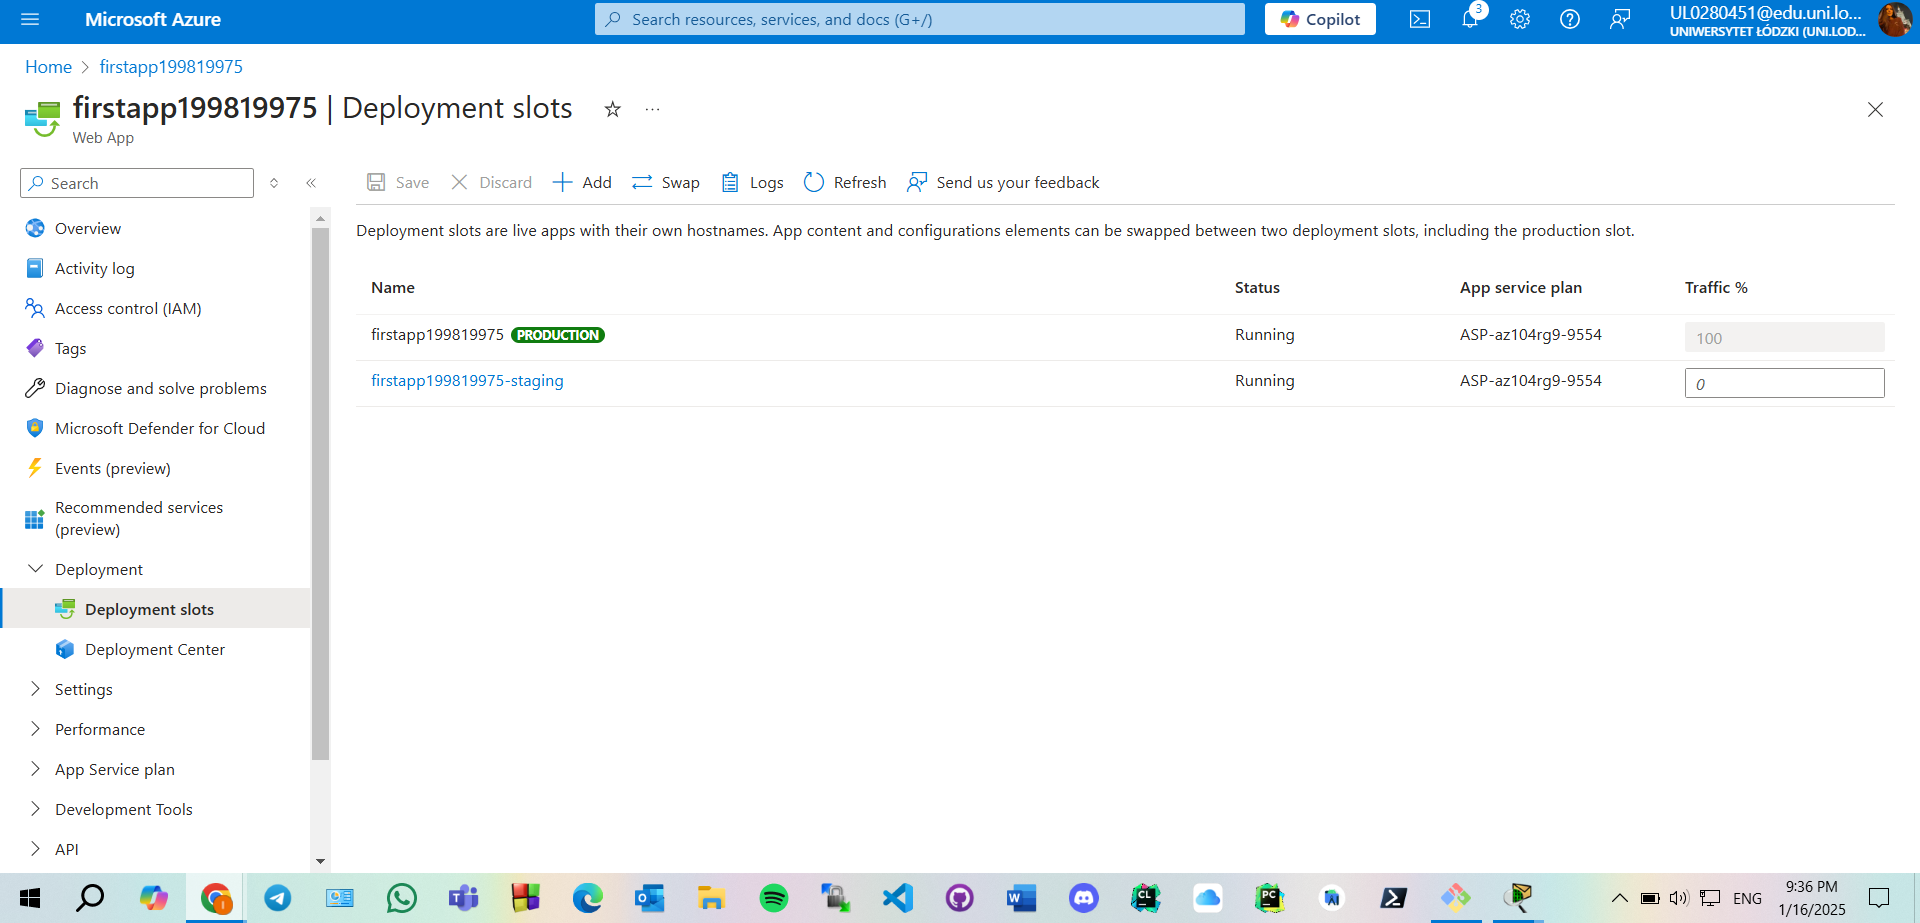 Microsoft Azure
Search resources, services, and docs (G+/)
Copilot
3
UL0280451@edu.uni.lo...
UNIWERSYTET ŁÓDZKI (UNI.LOD...
Home > firstapp199819975
firstapp199819975 | Deployment slots
Web App
Search
Save
Discard
Add
Swap
Logs
Refresh
Send us your feedback
Overview
Activity log
Access control (IAM)
Tags
Diagnose and solve problems
Microsoft Defender for Cloud
Events (preview)
Recommended services
(preview)
Deployment
Deployment slots
Deployment Center
Settings
Performance
App Service plan
Development Tools
API
Deployment slots are live apps with their own hostnames. App content and configurations elements can be swapped between two deployment slots, including the production slot.
Name Status App service plan Traffic %
firstapp199819975 PRODUCTION Running ASP-az104rg9-9554 100
firstapp199819975-staging Running ASP-az104rg9-9554 0
ENG
9:36 PM
1/16/2025